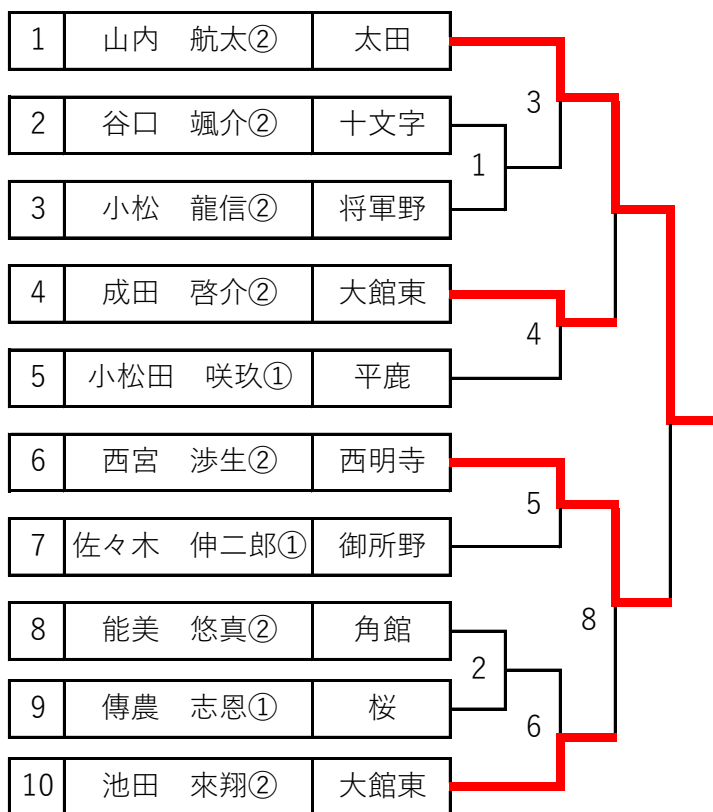 1 山内 航太② 太田
3
2 谷口 颯介② 十文字
1
3 小松 龍信② 将軍野
4 成田 啓介② 大館東
4
5 小松田 咲玖① 平鹿
6 西宮 渉生② 西明寺
5
7 佐々木 伸二郎① 御所野
8 能美 悠真② 角館
8
2
9 傳農 志恩① 桜
6
10 池田 來翔② 大館東